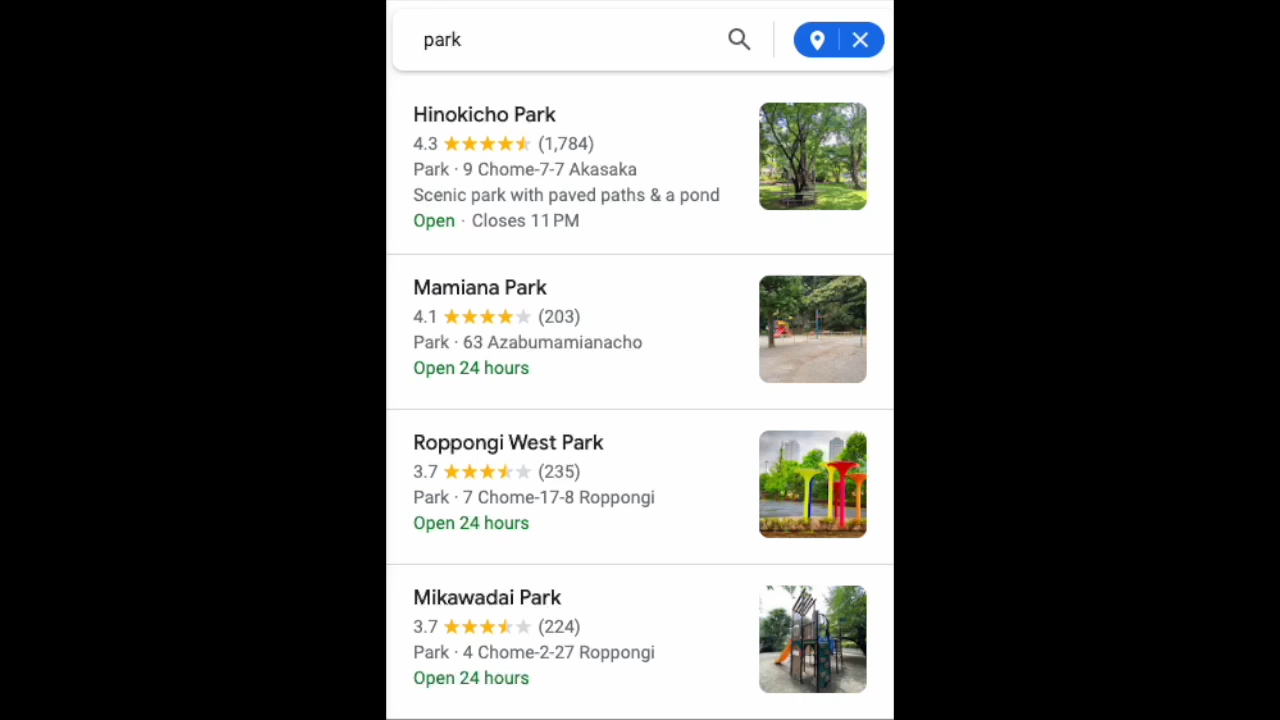 park
Hinokicho Park
4.3 (1,784)
Park · 9 Chome-7-7 Akasaka
Scenic park with paved paths & a pond
Open · Closes 11 PM
Mamiana Park
4.1 (203)
Park · 63 Azabumamianacho
Open 24 hours
Roppongi West Park
3.7 (235)
Park · 7 Chome-17-8 Roppongi
Open 24 hours
Mikawadai Park
3.7 (224)
Park · 4 Chome-2-27 Roppongi
Open 24 hours